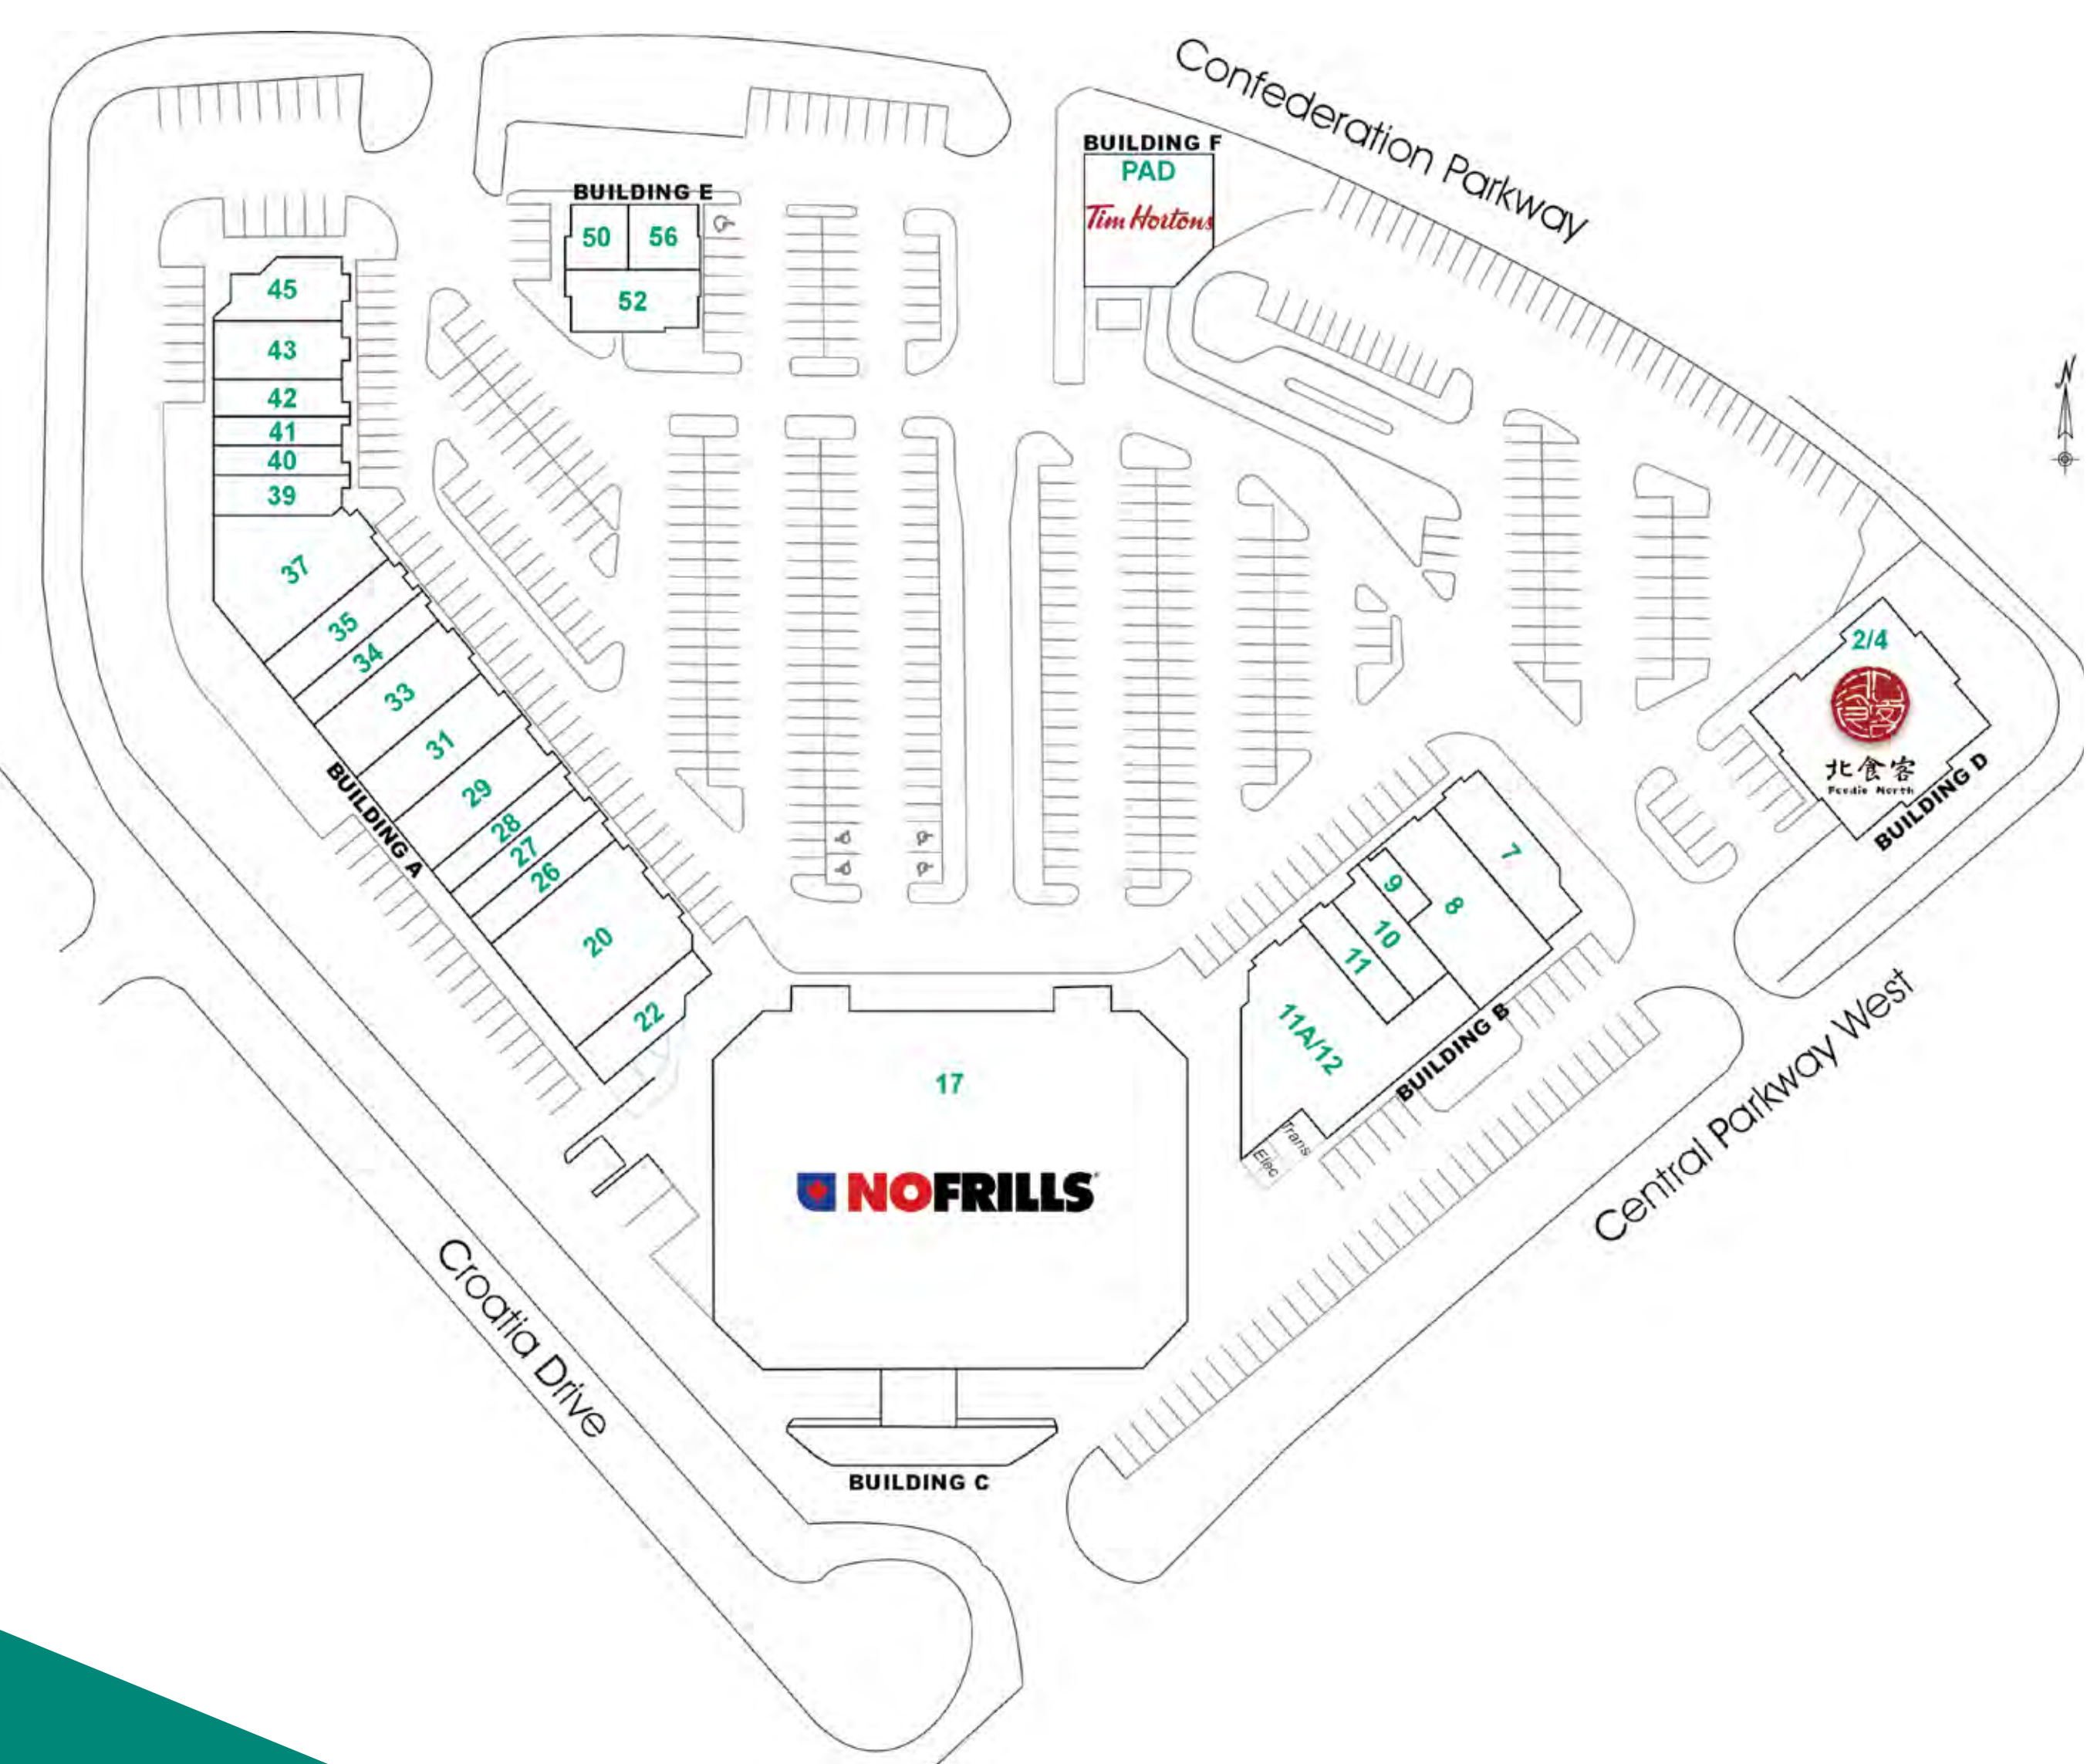 Confederation Parkway
BUILDING F
PAD
Tim Hortons
BUILDING E
50
56
52
N
45
43
42
41
40
39
37
35
34
33
31
29
28
27
26
20
22
BUILDING A
2/4
北食客
Foodie North
BUILDING D
7
8
9
10
11
11A/12
BUILDING B
Trans
Elec
Central Parkway West
17
NOFRILLS
BUILDING C
Croatia Drive